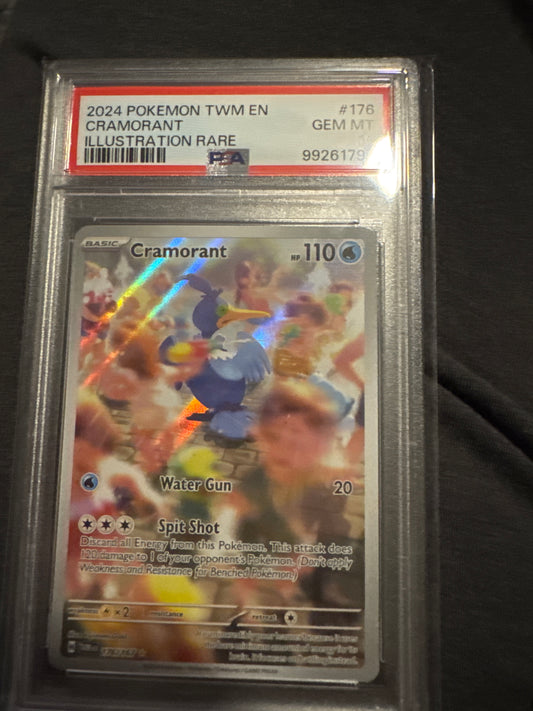 2024 POKEMON TWM EN #176
CRAMORANT GEM MT
ILLUSTRATION RARE
PSA 9926179
BASIC Cramorant HP 110
Water Gun 20
Spit Shot
Discard all Energy from this Pokémon. This attack does
120 damage to 1 of your opponent's Pokémon. (Don't apply
Weakness and Resistance for Benched Pokémon.)
weakness ×2 resistance retreat